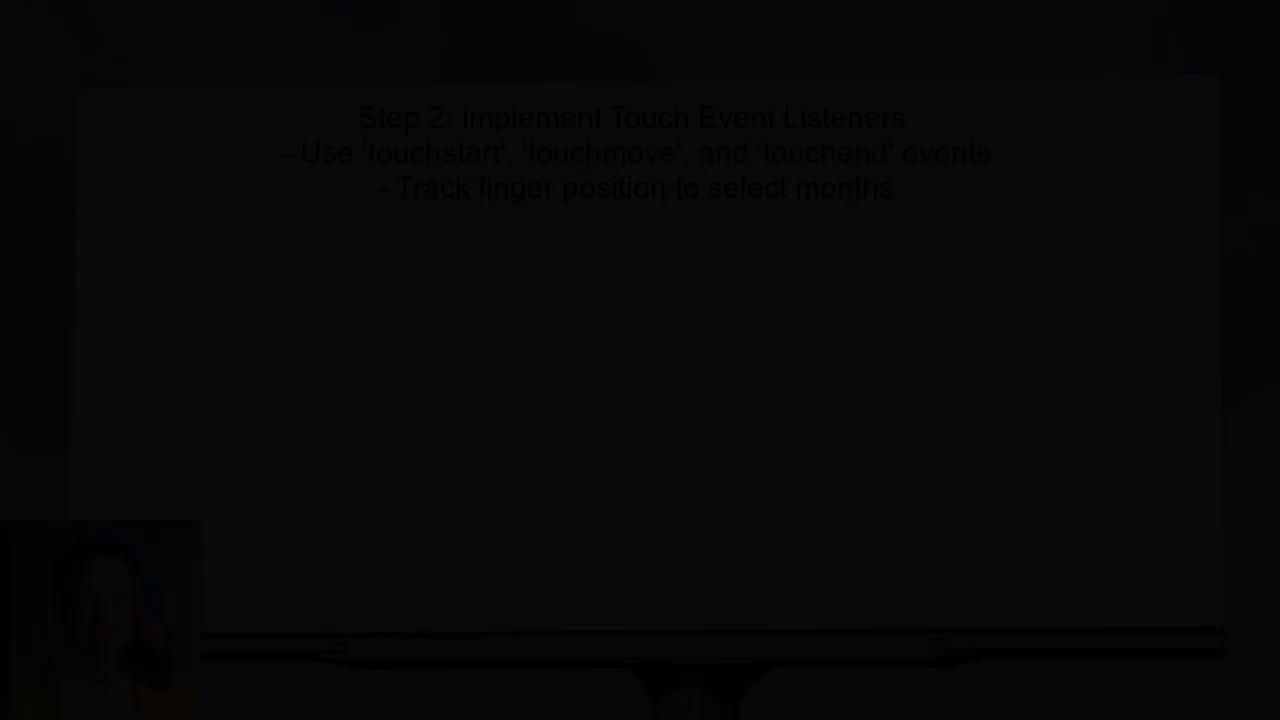 Step 2: Implement Touch Event Listeners
- Use 'touchstart', 'touchmove', and 'touchend' events
- Track finger position to select months